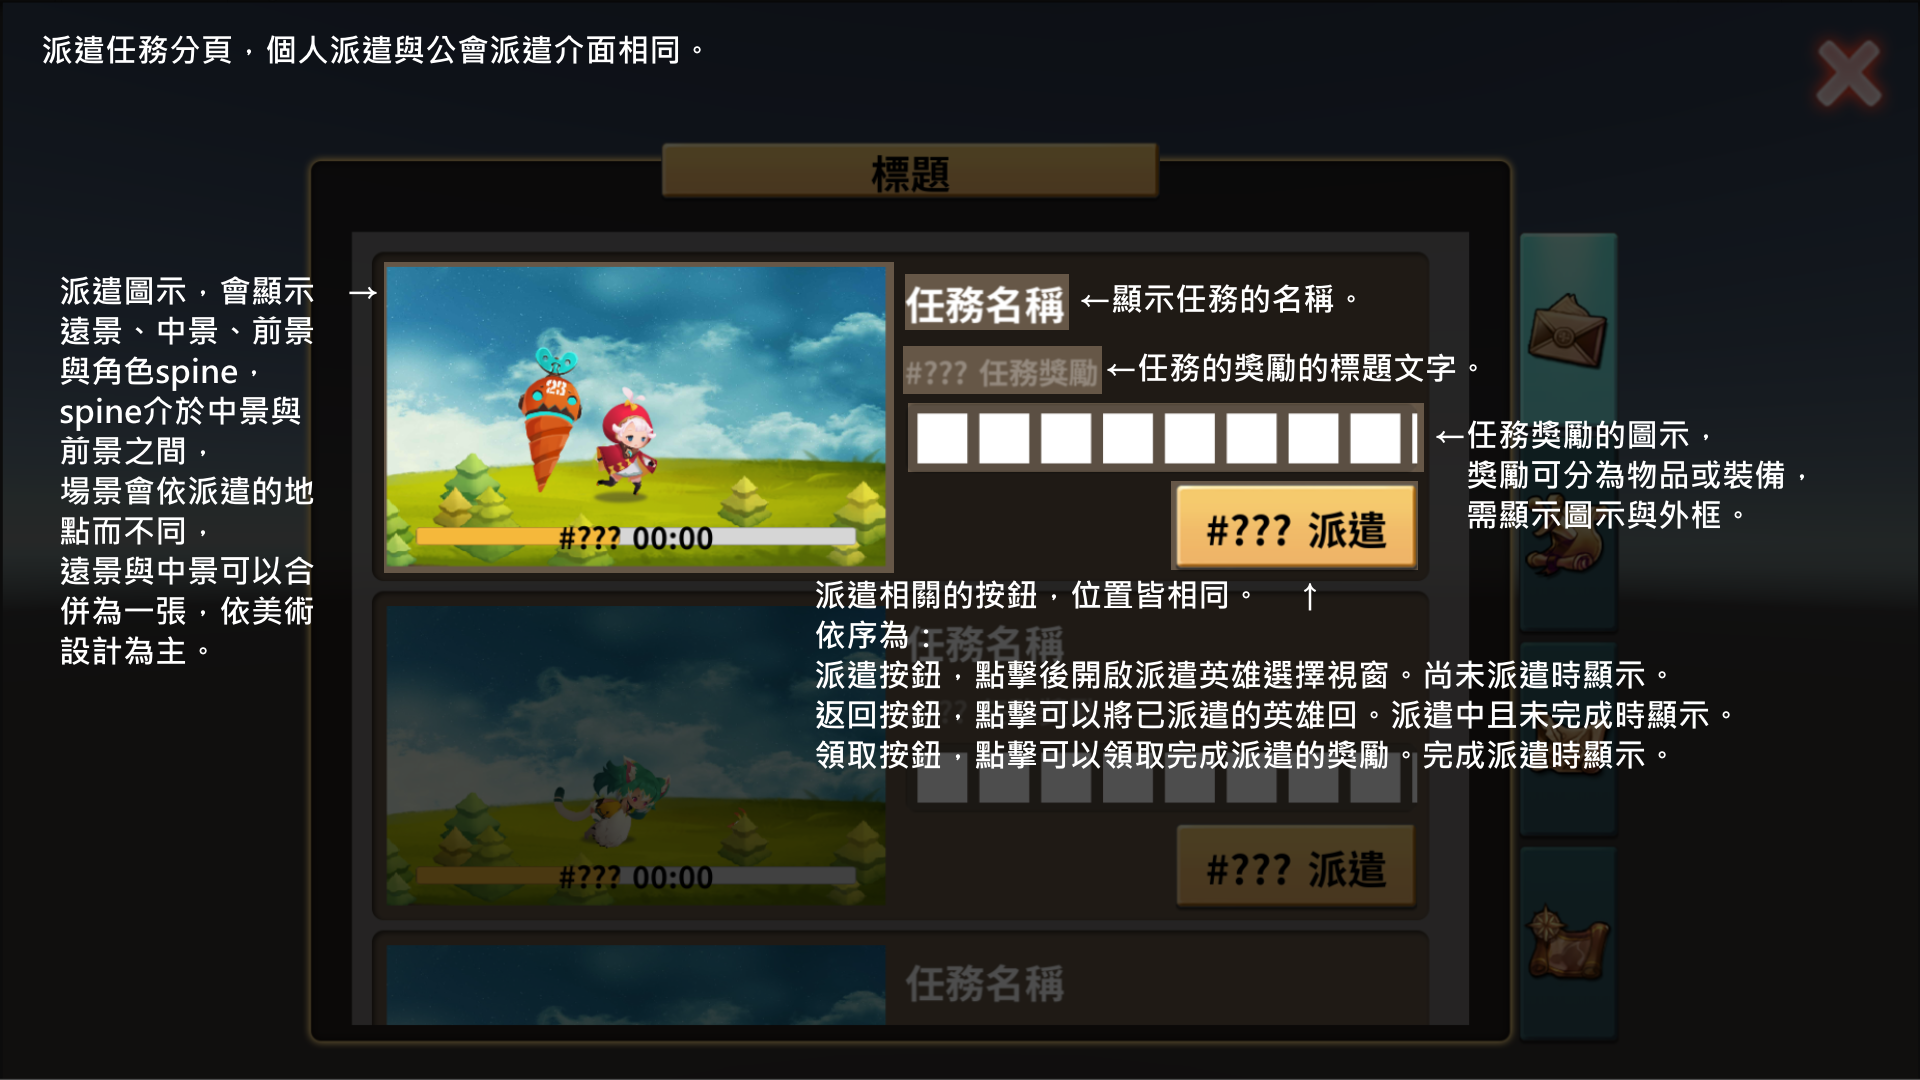 派遣任務分頁，個人派遣與公會派遣介面相同。
標題
派遣圖示，會顯示
遠景、中景、前景
與角色spine，
spine介於中景與
前景之間，
場景會依派遣的地
點而不同，
遠景與中景可以合
併為一張，依美術
設計為主。
→
23
#??? 00:00
任務名稱
←顯示任務的名稱。
#??? 任務獎勵
←任務的獎勵的標題文字。
←任務獎勵的圖示，
獎勵可分為物品或裝備，
需顯示圖示與外框。
#??? 派遣
派遣相關的按鈕，位置皆相同。 ↑
依序為：
派遣按鈕，點擊後開啟派遣英雄選擇視窗。尚未派遣時顯示。
返回按鈕，點擊可以將已派遣的英雄回。派遣中且未完成時顯示。
領取按鈕，點擊可以領取完成派遣的獎勵。完成派遣時顯示。
任務名稱
#??? 00:00
#??? 派遣
任務名稱